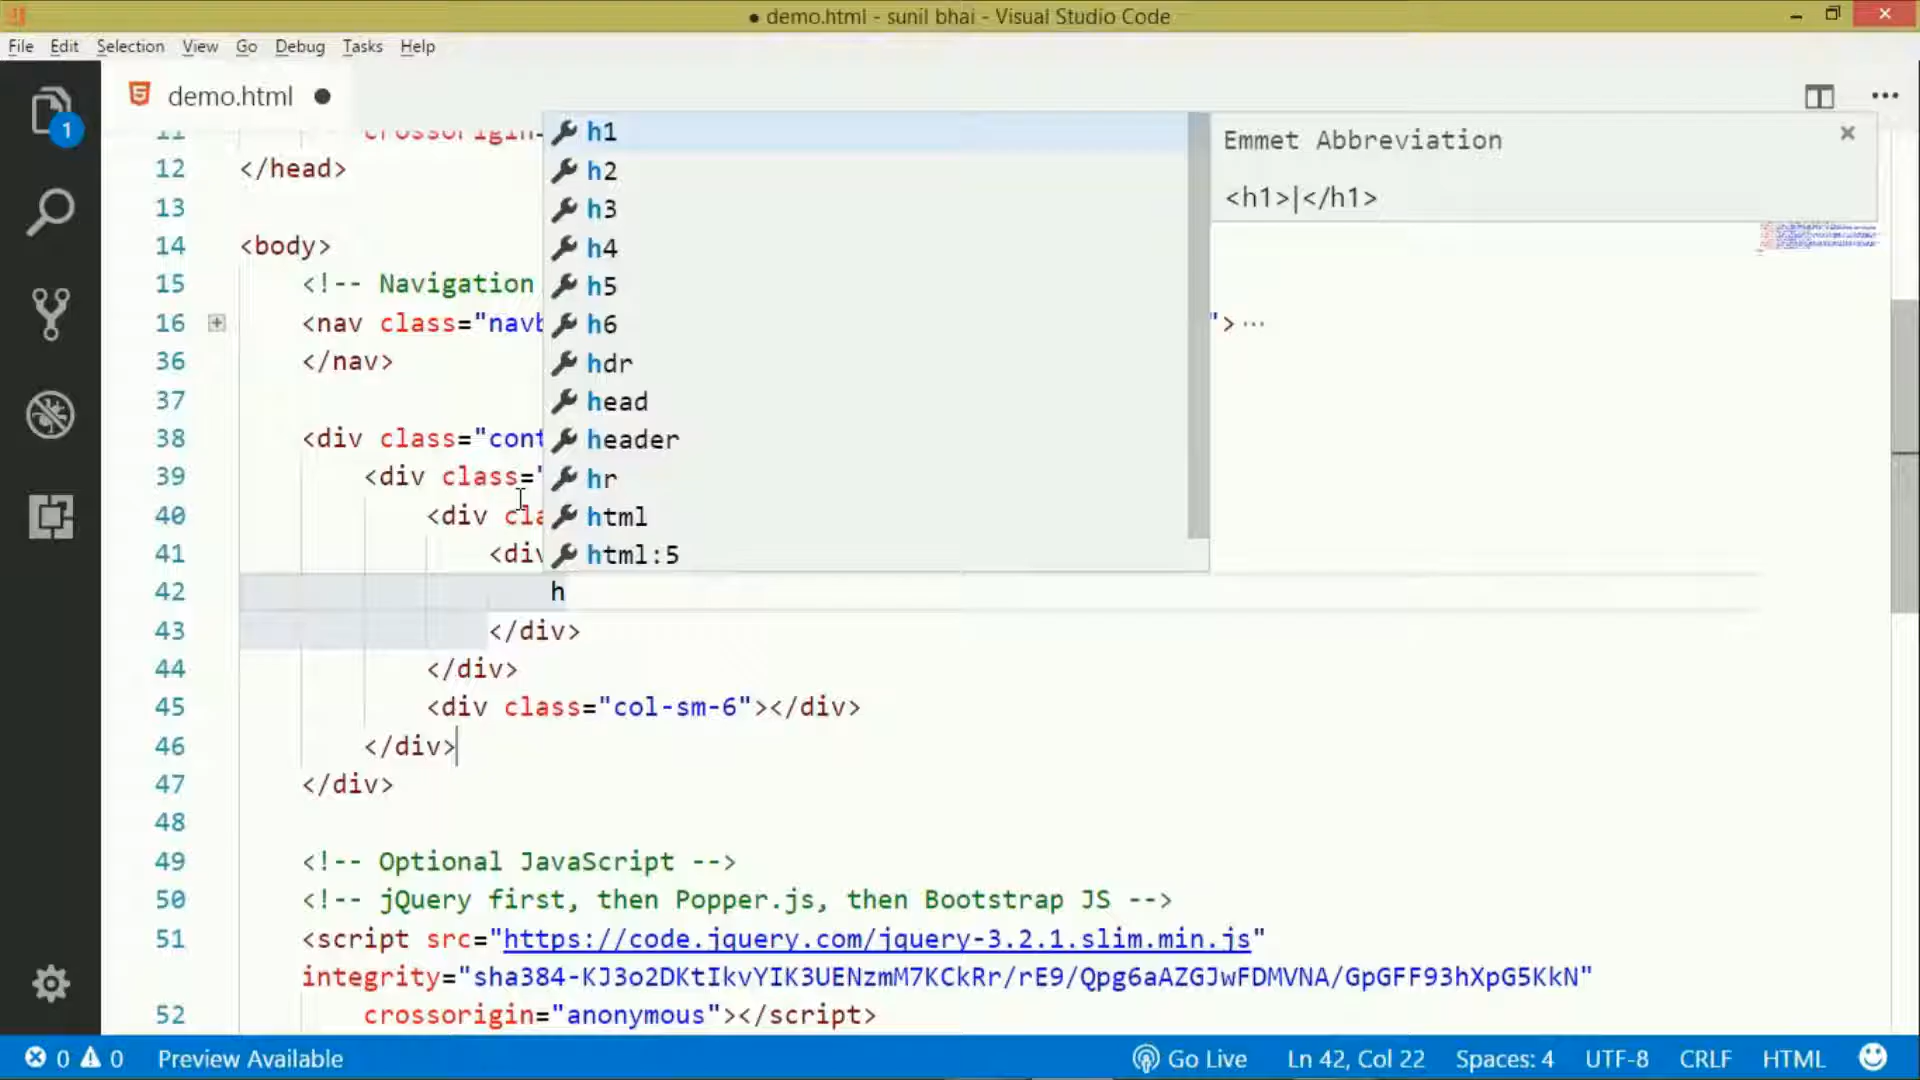 ● demo.html - sunil bhai - Visual Studio Code
File Edit Selection View Go Debug Tasks Help
1
demo.html ●
11 crossorigin=
12 </head>
13
14 <body>
15 <!-- Navigation
16 <nav class="navb "> ...
36 </nav>
37
38 <div class="cont
39 <div class="
40 <div cla
41 <div
42 h
43 </div>
44 </div>
45 <div class="col-sm-6"></div>
46 </div>
47 </div>
48
49 <!-- Optional JavaScript -->
50 <!-- jQuery first, then Popper.js, then Bootstrap JS -->
51 <script src="https://code.jquery.com/jquery-3.2.1.slim.min.js"
integrity="sha384-KJ3o2DKtIkvYIK3UENzmM7KCkRr/rE9/Qpg6aAZGJwFDMVNA/GpGFF93hXpG5KkN"
52 crossorigin="anonymous"></script>
h1
h2
h3
h4
h5
h6
hdr
head
header
hr
html
html:5
Emmet Abbreviation
<h1>|</h1>
0 0 Preview Available Go Live Ln 42, Col 22 Spaces: 4 UTF-8 CRLF HTML